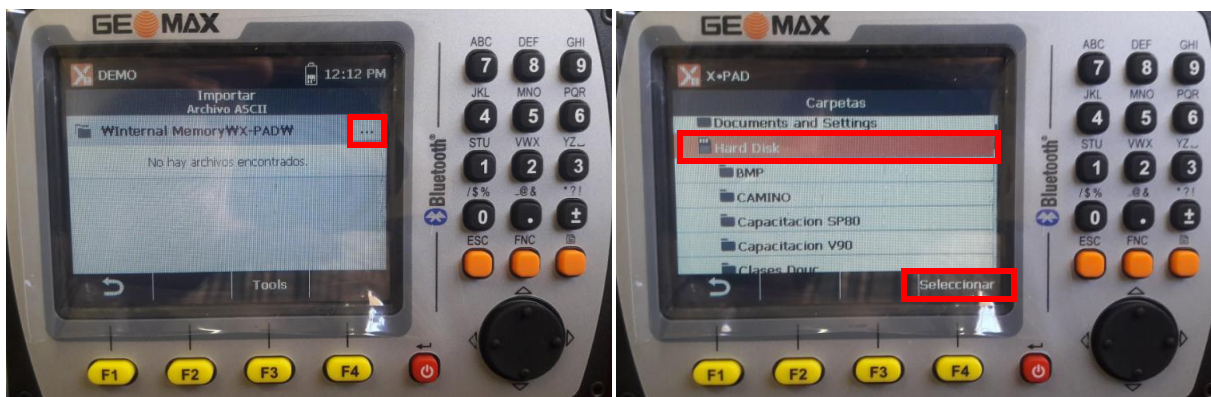 GEOMAX
DEMO
12:12 PM
Importar
Archivo ASCII
₩Internal Memory₩X-PAD₩
...
No hay archivos encontrados.
Tools
F1
F2
F3
F4
Bluetooth®
ABC
DEF
GHI
7
8
9
JKL
MNO
PQR
4
5
6
STU
VWX
YZ
1
2
3
/$%
_@&
*?!
0
.
±
ESC
FNC
GEOMAX
X•PAD
Carpetas
Documents and Settings
Hard Disk
BMP
CAMINO
Capacitacion SP80
Capacitacion V90
Clases Douc
Seleccionar
F1
F2
F3
F4
Bluetooth®
ABC
DEF
GHI
7
8
9
JKL
MNO
PQR
4
5
6
STU
VWX
YZ
1
2
3
/$%
_@&
*?!
0
.
±
ESC
FNC